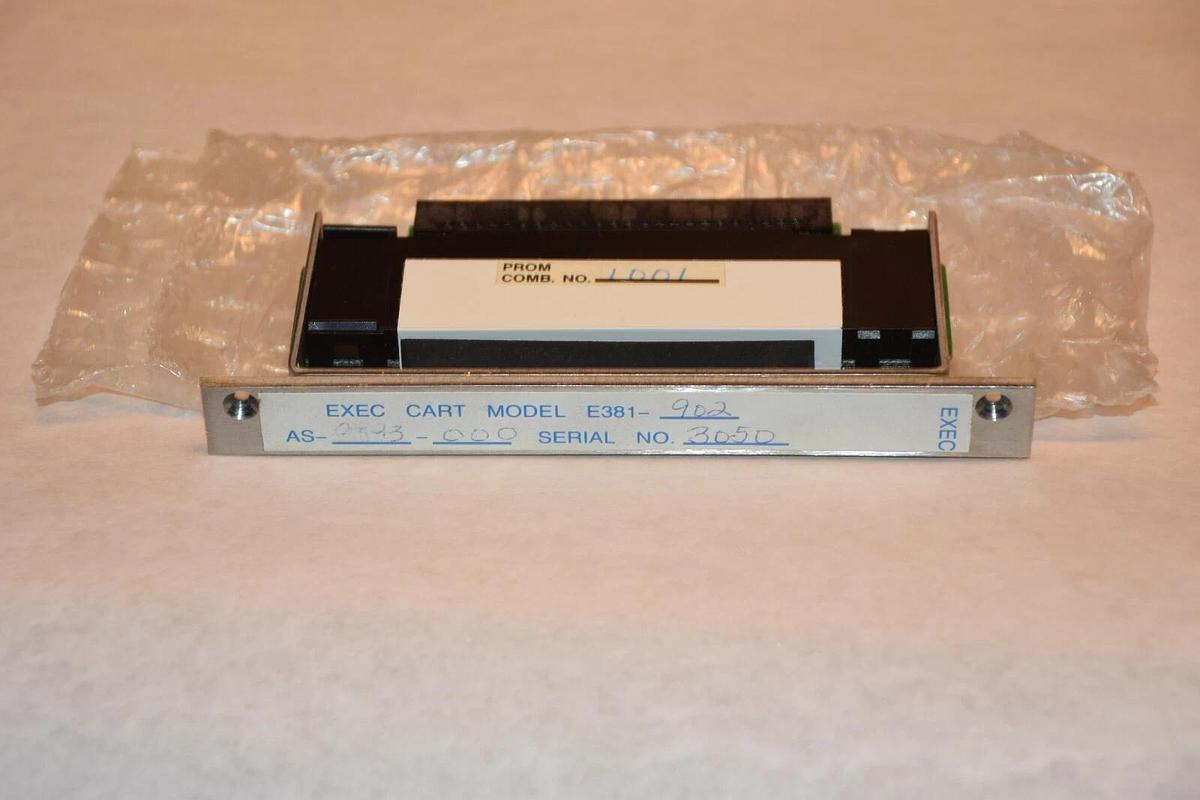 PROM
COMB. NO. 1001
EXEC CART MODEL E381- 902
AS- -000 SERIAL NO. 3050
EXEC